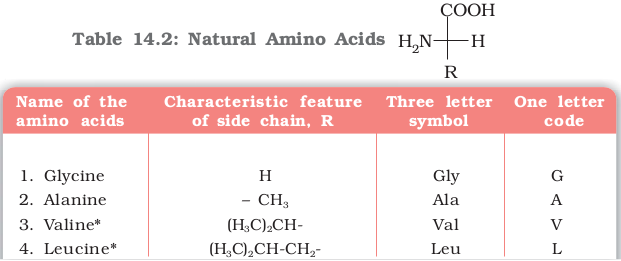 COOH
Table 14.2: Natural Amino Acids H₂N H
R
Name of the Characteristic feature Three letter One letter
amino acids of side chain, R symbol code
1. Glycine H Gly G
2. Alanine – CH₃ Ala A
3. Valine* (H₃C)₂CH- Val V
4. Leucine* (H₃C)₂CH-CH₂- Leu L